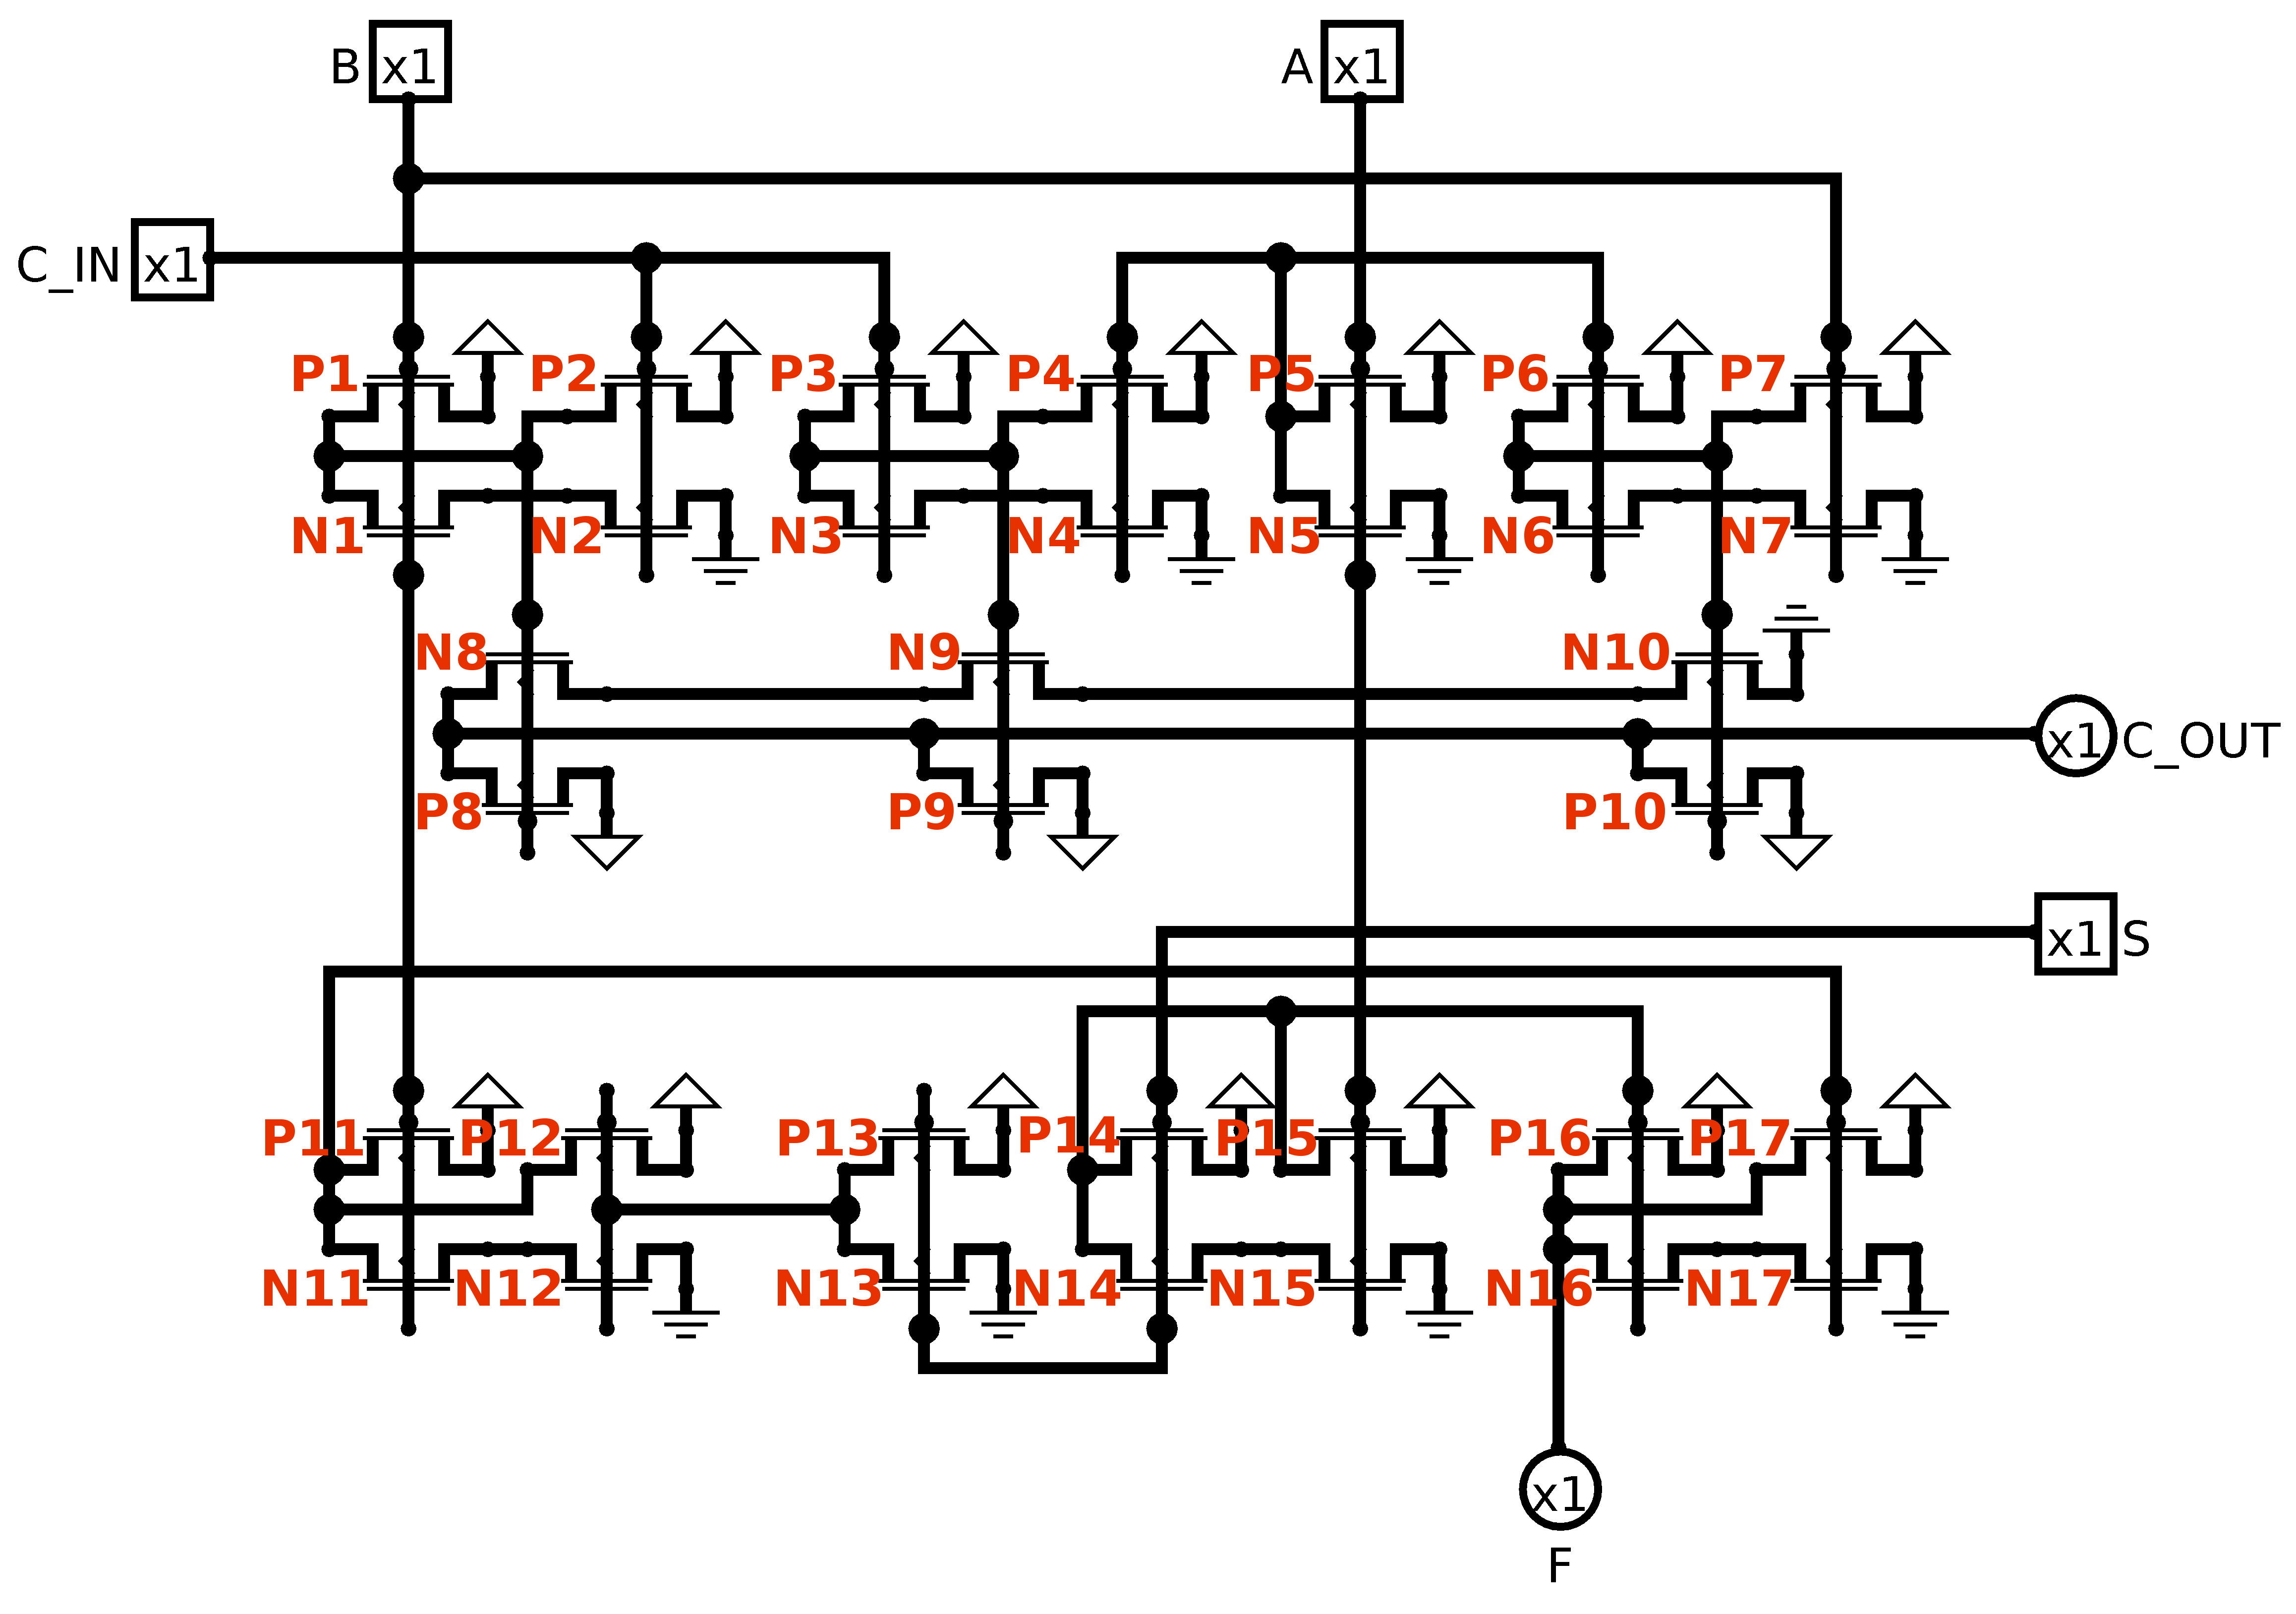 B x1
A x1
C_IN x1
P1 P2 P3 P4 P5 P6 P7
N1 N2 N3 N4 N5 N6 N7
N8 N9 N10
x1 C_OUT
P8 P9 P10
x1 S
P11 P12 P13 P14 P15 P16 P17
N11 N12 N13 N14 N15 N16 N17
x1
F